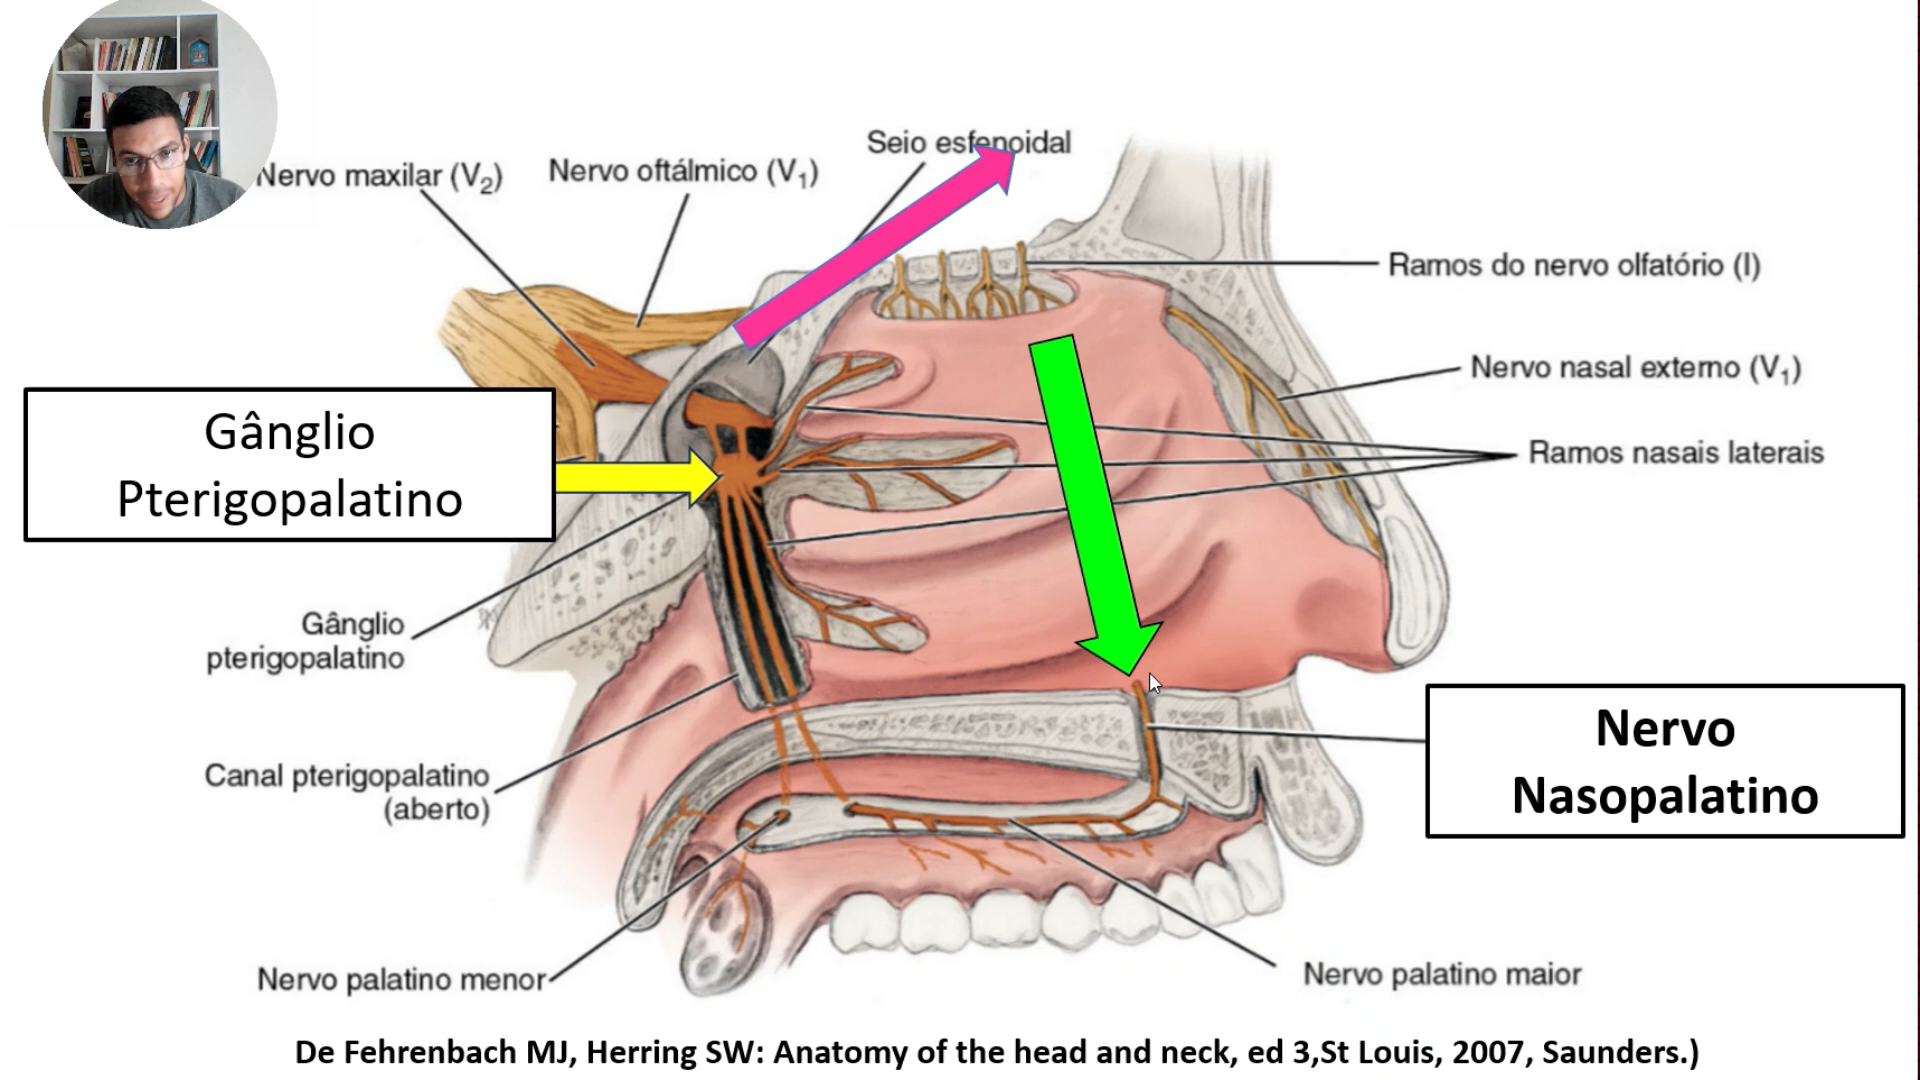 Seio esfenoidal
Nervo maxilar (V₂)
Nervo oftálmico (V₁)
Ramos do nervo olfatório (I)
Nervo nasal externo (V₁)
Gânglio
Pterigopalatino
Ramos nasais laterais
Gânglio
pterigopalatino
Nervo
Nasopalatino
Canal pterigopalatino
(aberto)
Nervo palatino menor
Nervo palatino maior
De Fehrenbach MJ, Herring SW: Anatomy of the head and neck, ed 3,St Louis, 2007, Saunders.)